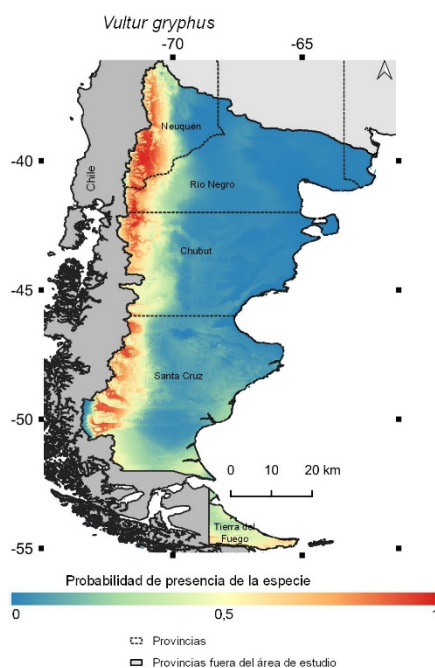 Vultur gryphus
-70 -65
Neuquén
-40
Río Negro
Chile
Chubut
-45
Santa Cruz
-50
0 10 20 km
Tierra del
Fuego
-55
Probabilidad de presencia de la especie
0 0,5 1
Provincias
Provincias fuera del área de estudio